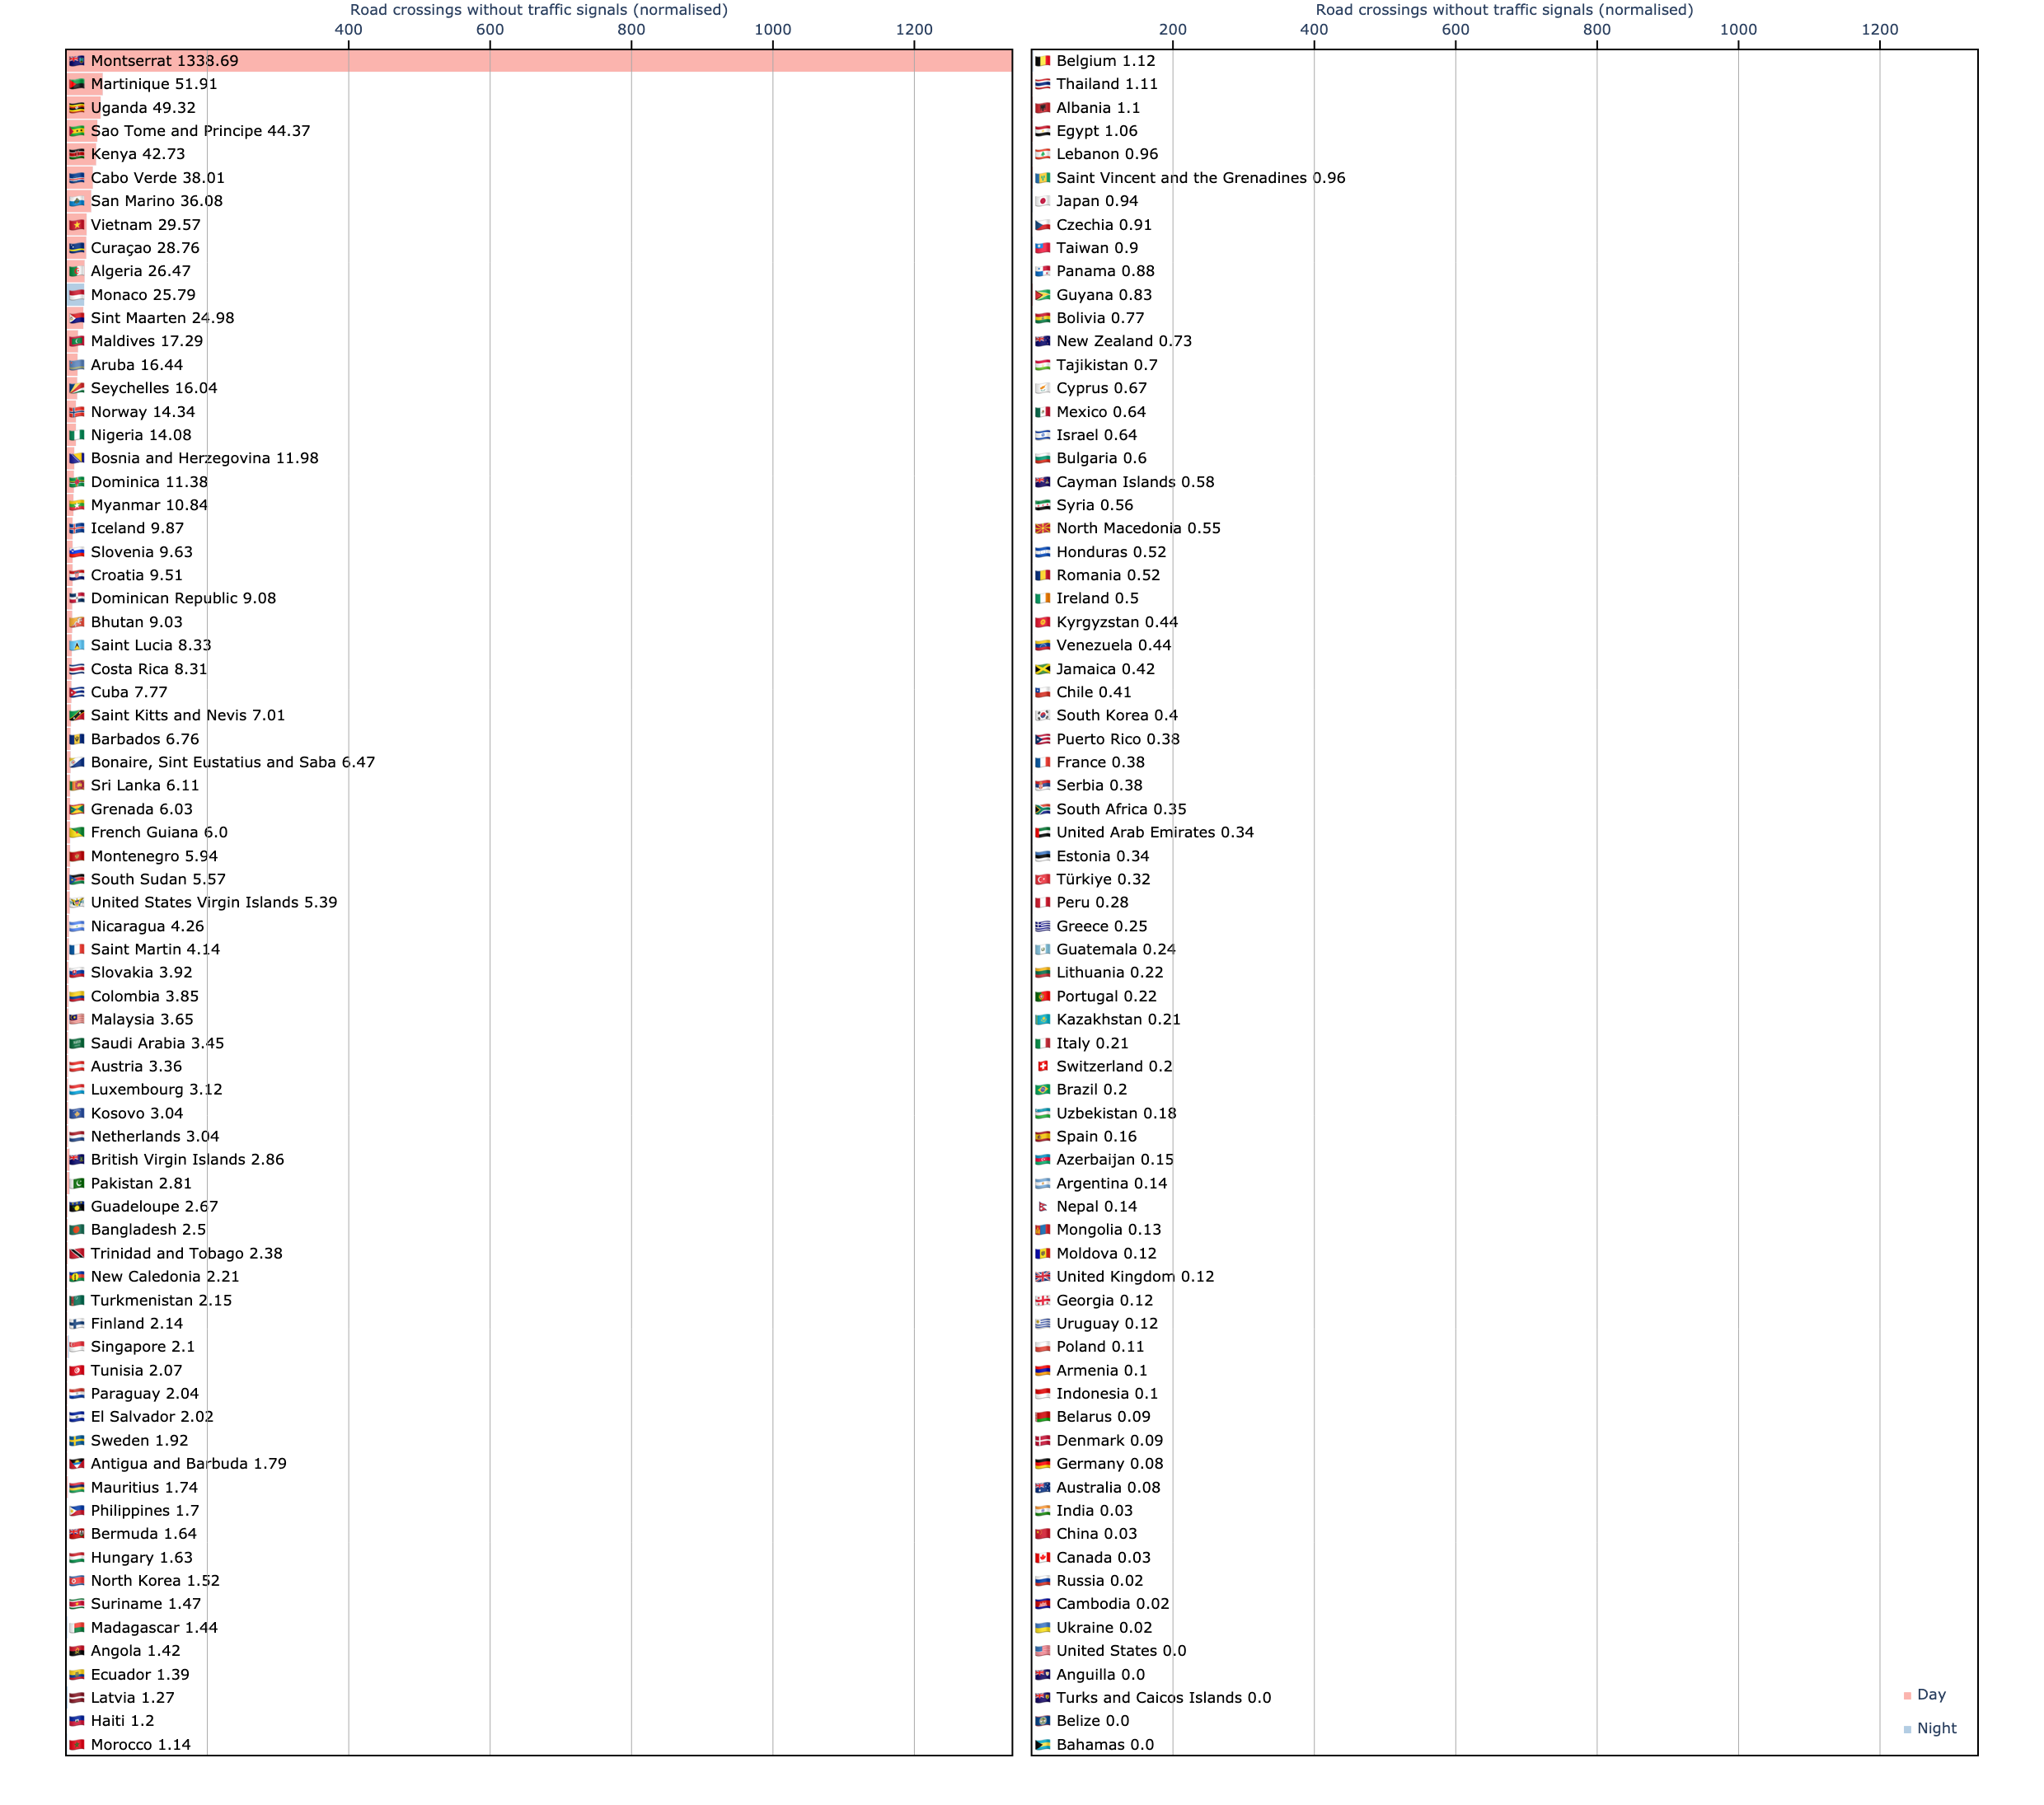 Road crossings without traffic signals (normalised)
400 600 800 1000 1200
Montserrat 1338.69
Martinique 51.91
Uganda 49.32
Sao Tome and Principe 44.37
Kenya 42.73
Cabo Verde 38.01
San Marino 36.08
Vietnam 29.57
Curaçao 28.76
Algeria 26.47
Monaco 25.79
Sint Maarten 24.98
Maldives 17.29
Aruba 16.44
Seychelles 16.04
Norway 14.34
Nigeria 14.08
Bosnia and Herzegovina 11.98
Dominica 11.38
Myanmar 10.84
Iceland 9.87
Slovenia 9.63
Croatia 9.51
Dominican Republic 9.08
Bhutan 9.03
Saint Lucia 8.33
Costa Rica 8.31
Cuba 7.77
Saint Kitts and Nevis 7.01
Barbados 6.76
Bonaire, Sint Eustatius and Saba 6.47
Sri Lanka 6.11
Grenada 6.03
French Guiana 6.0
Montenegro 5.94
South Sudan 5.57
United States Virgin Islands 5.39
Nicaragua 4.26
Saint Martin 4.14
Slovakia 3.92
Colombia 3.85
Malaysia 3.65
Saudi Arabia 3.45
Austria 3.36
Luxembourg 3.12
Kosovo 3.04
Netherlands 3.04
British Virgin Islands 2.86
Pakistan 2.81
Guadeloupe 2.67
Bangladesh 2.5
Trinidad and Tobago 2.38
New Caledonia 2.21
Turkmenistan 2.15
Finland 2.14
Singapore 2.1
Tunisia 2.07
Paraguay 2.04
El Salvador 2.02
Sweden 1.92
Antigua and Barbuda 1.79
Mauritius 1.74
Philippines 1.7
Bermuda 1.64
Hungary 1.63
North Korea 1.52
Suriname 1.47
Madagascar 1.44
Angola 1.42
Ecuador 1.39
Latvia 1.27
Haiti 1.2
Morocco 1.14
Road crossings without traffic signals (normalised)
200 400 600 800 1000 1200
Belgium 1.12
Thailand 1.11
Albania 1.1
Egypt 1.06
Lebanon 0.96
Saint Vincent and the Grenadines 0.96
Japan 0.94
Czechia 0.91
Taiwan 0.9
Panama 0.88
Guyana 0.83
Bolivia 0.77
New Zealand 0.73
Tajikistan 0.7
Cyprus 0.67
Mexico 0.64
Israel 0.64
Bulgaria 0.6
Cayman Islands 0.58
Syria 0.56
North Macedonia 0.55
Honduras 0.52
Romania 0.52
Ireland 0.5
Kyrgyzstan 0.44
Venezuela 0.44
Jamaica 0.42
Chile 0.41
South Korea 0.4
Puerto Rico 0.38
France 0.38
Serbia 0.38
South Africa 0.35
United Arab Emirates 0.34
Estonia 0.34
Türkiye 0.32
Peru 0.28
Greece 0.25
Guatemala 0.24
Lithuania 0.22
Portugal 0.22
Kazakhstan 0.21
Italy 0.21
Switzerland 0.2
Brazil 0.2
Uzbekistan 0.18
Spain 0.16
Azerbaijan 0.15
Argentina 0.14
Nepal 0.14
Mongolia 0.13
Moldova 0.12
United Kingdom 0.12
Georgia 0.12
Uruguay 0.12
Poland 0.11
Armenia 0.1
Indonesia 0.1
Belarus 0.09
Denmark 0.09
Germany 0.08
Australia 0.08
India 0.03
China 0.03
Canada 0.03
Russia 0.02
Cambodia 0.02
Ukraine 0.02
United States 0.0
Anguilla 0.0
Turks and Caicos Islands 0.0
Belize 0.0
Bahamas 0.0
Day
Night